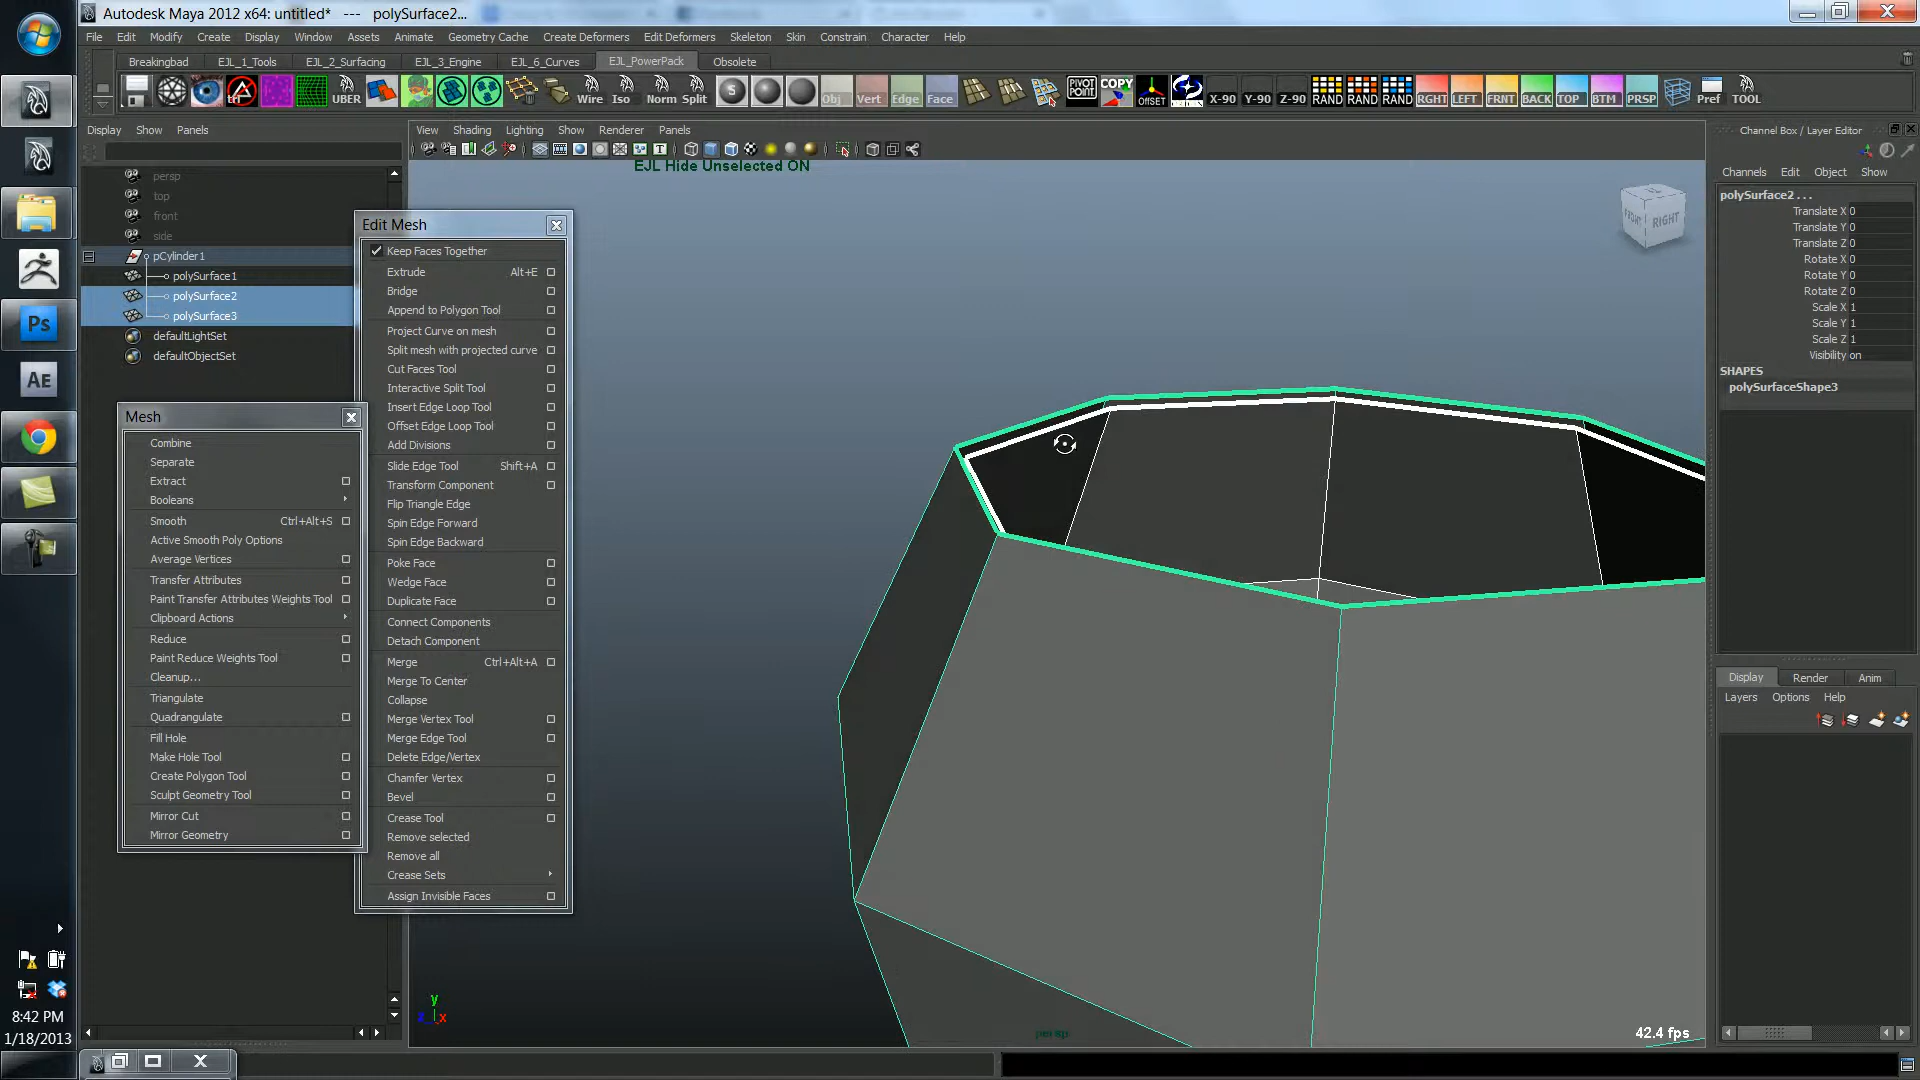 Autodesk Maya 2012 x64: untitled*   ---   polySurface2...
File Edit Modify Create Display Window Assets Animate Geometry Cache Create Deformers Edit Deformers Skeleton Skin Constrain Character Help
Breakingbad EJL_1_Tools EJL_2_Surfacing EJL_3_Engine EJL_6_Curves EJL_PowerPack Obsolete
tri UBER Wire Iso Norm Split S Obj Vert Edge Face PIVOT POINT COPY OFFSET X-90 Y-90 Z-90 RAND RAND RAND RGHT LEFT FRNT BACK TOP BTM PRSP Pref TOOL
Display Show Panels
View Shading Lighting Show Renderer Panels
EJL Hide Unselected ON
persp
top
front
side
pCylinder1
polySurface1
polySurface2
polySurface3
defaultLightSet
defaultObjectSet
Mesh
Combine
Separate
Extract
Booleans
Smooth Ctrl+Alt+S
Active Smooth Poly Options
Average Vertices
Transfer Attributes
Paint Transfer Attributes Weights Tool
Clipboard Actions
Reduce
Paint Reduce Weights Tool
Cleanup...
Triangulate
Quadrangulate
Fill Hole
Make Hole Tool
Create Polygon Tool
Sculpt Geometry Tool
Mirror Cut
Mirror Geometry
Edit Mesh
Keep Faces Together
Extrude Alt+E
Bridge
Append to Polygon Tool
Project Curve on mesh
Split mesh with projected curve
Cut Faces Tool
Interactive Split Tool
Insert Edge Loop Tool
Offset Edge Loop Tool
Add Divisions
Slide Edge Tool Shift+A
Transform Component
Flip Triangle Edge
Spin Edge Forward
Spin Edge Backward
Poke Face
Wedge Face
Duplicate Face
Connect Components
Detach Component
Merge Ctrl+Alt+A
Merge To Center
Collapse
Merge Vertex Tool
Merge Edge Tool
Delete Edge/Vertex
Chamfer Vertex
Bevel
Crease Tool
Remove selected
Remove all
Crease Sets
Assign Invisible Faces
FRONT RIGHT
y
z x
persp
42.4 fps
Channel Box / Layer Editor
Channels Edit Object Show
polySurface2 . . .
Translate X 0
Translate Y 0
Translate Z 0
Rotate X 0
Rotate Y 0
Rotate Z 0
Scale X 1
Scale Y 1
Scale Z 1
Visibility on
SHAPES
polySurfaceShape3
Display Render Anim
Layers Options Help
Ps
AE
8:42 PM
1/18/2013